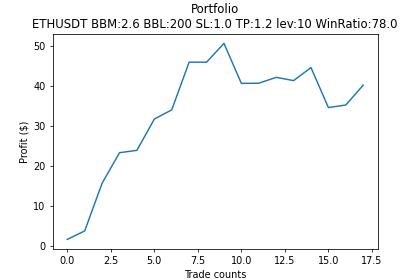 Portfolio
ETHUSDT BBM:2.6 BBL:200 SL:1.0 TP:1.2 lev:10 WinRatio:78.0
Profit ($)
50
40
30
20
10
0
0.0 2.5 5.0 7.5 10.0 12.5 15.0 17.5
Trade counts